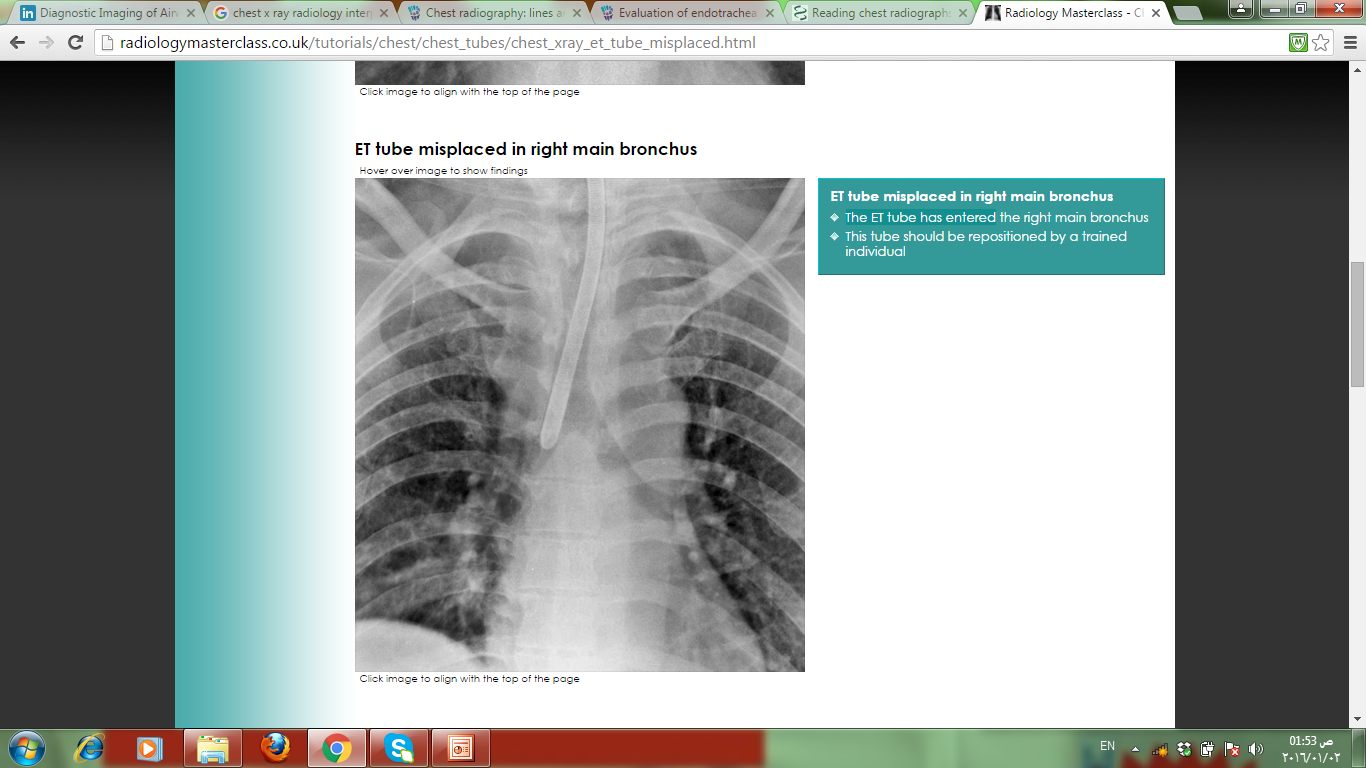 Diagnostic Imaging of Airw
chest x ray radiology inter
Chest radiography: lines a
Evaluation of endotrachea
Reading chest radiographs
Radiology Masterclass - C
radiologymasterclass.co.uk/tutorials/chest/chest_tubes/chest_xray_et_tube_misplaced.html
Click image to align with the top of the page
ET tube misplaced in right main bronchus
Hover over image to show findings
ET tube misplaced in right main bronchus
The ET tube has entered the right main bronchus
This tube should be repositioned by a trained
individual
Click image to align with the top of the page
EN
01:53 ص
٢٠١٦/٠١/٠٢